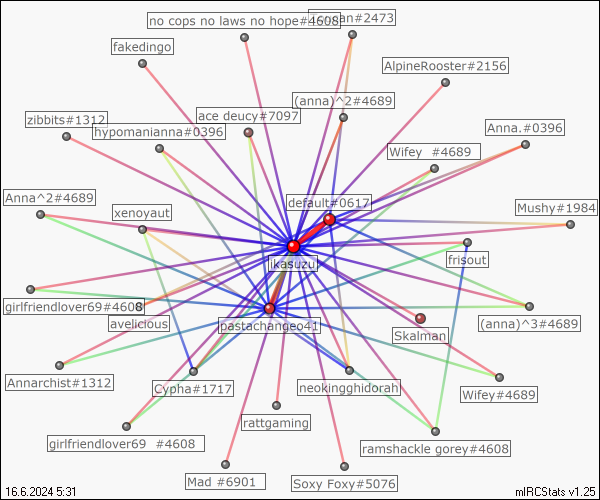 no cops no laws no hope#4608
fakedingo
AlpineRooster#2156
(anna)^2#4689
ace deucy#7097
zibbits#1312
hypomanianna#0396
Anna.#0396
Wifey  #4689
Anna^2#4689
xenoyaut
default#0617
Mushy#1984
ikasuzu
frisout
girlfriendlover69#4608
avelicious
pastachangeo41
Skalman
(anna)^3#4689
Annarchist#1312
Cypha#1717
neokingghidorah
Wifey#4689
rattgaming
girlfriendlover69  #4608
ramshackle gorey#4608
Mad #6901
Soxy Foxy#5076
16.6.2024 5:31
mIRCStats v1.25